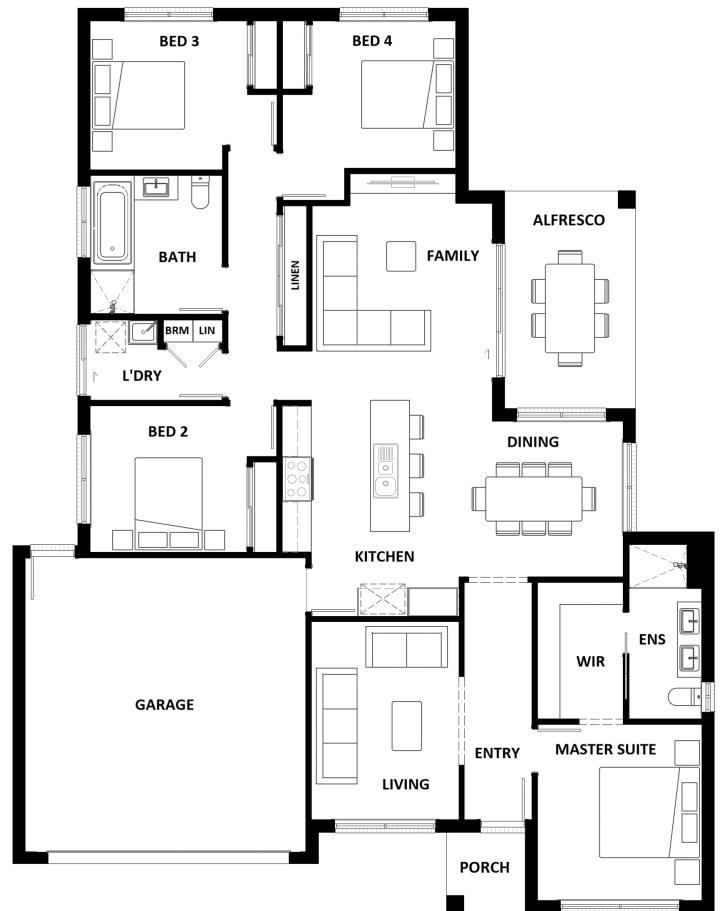 BED 3
BED 4
ALFRESCO
FAMILY
BATH
LINEN
BRM
LIN
L'DRY
BED 2
DINING
KITCHEN
ENS
WIR
GARAGE
ENTRY
MASTER SUITE
LIVING
PORCH